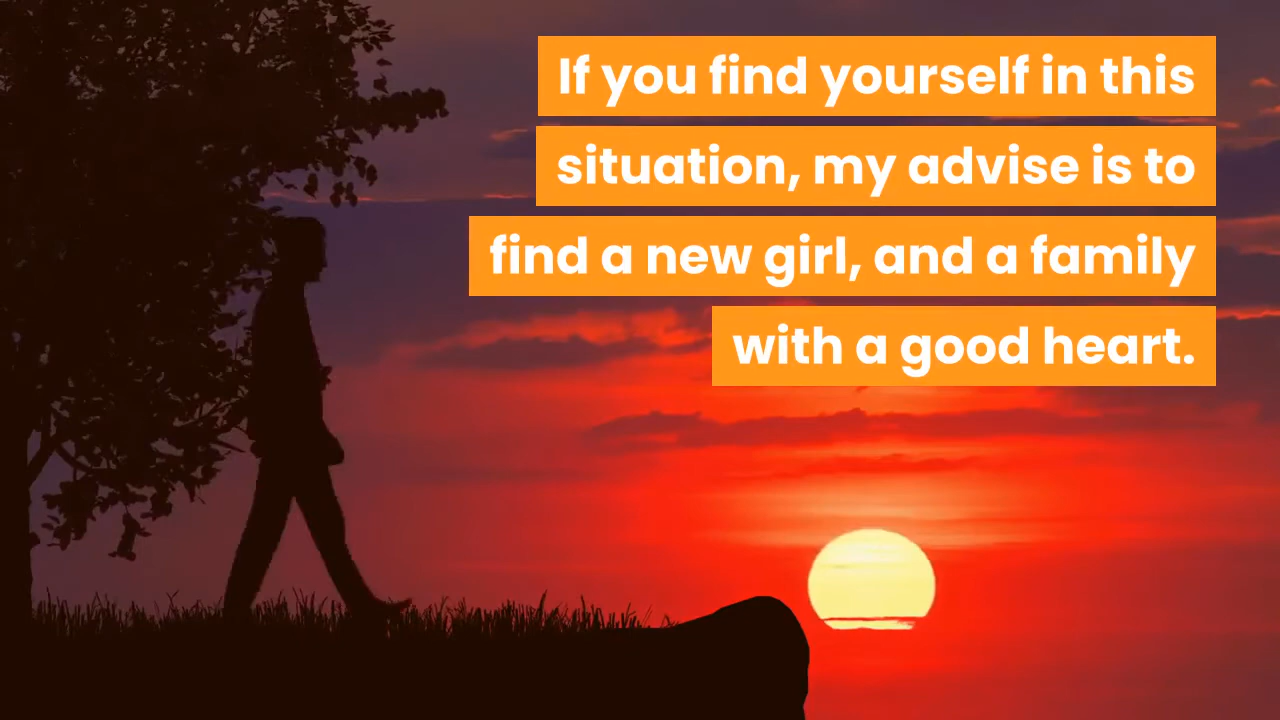 If you find yourself in this
situation, my advise is to
find a new girl, and a family
with a good heart.